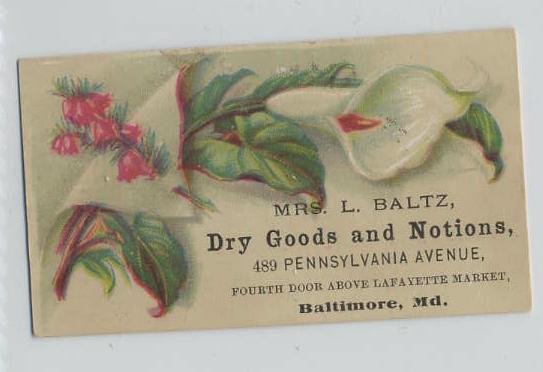 MRS. L. BALTZ,
Dry Goods and Notions,
489 PENNSYLVANIA AVENUE,
FOURTH DOOR ABOVE LAFAYETTE MARKET,
Baltimore, Md.